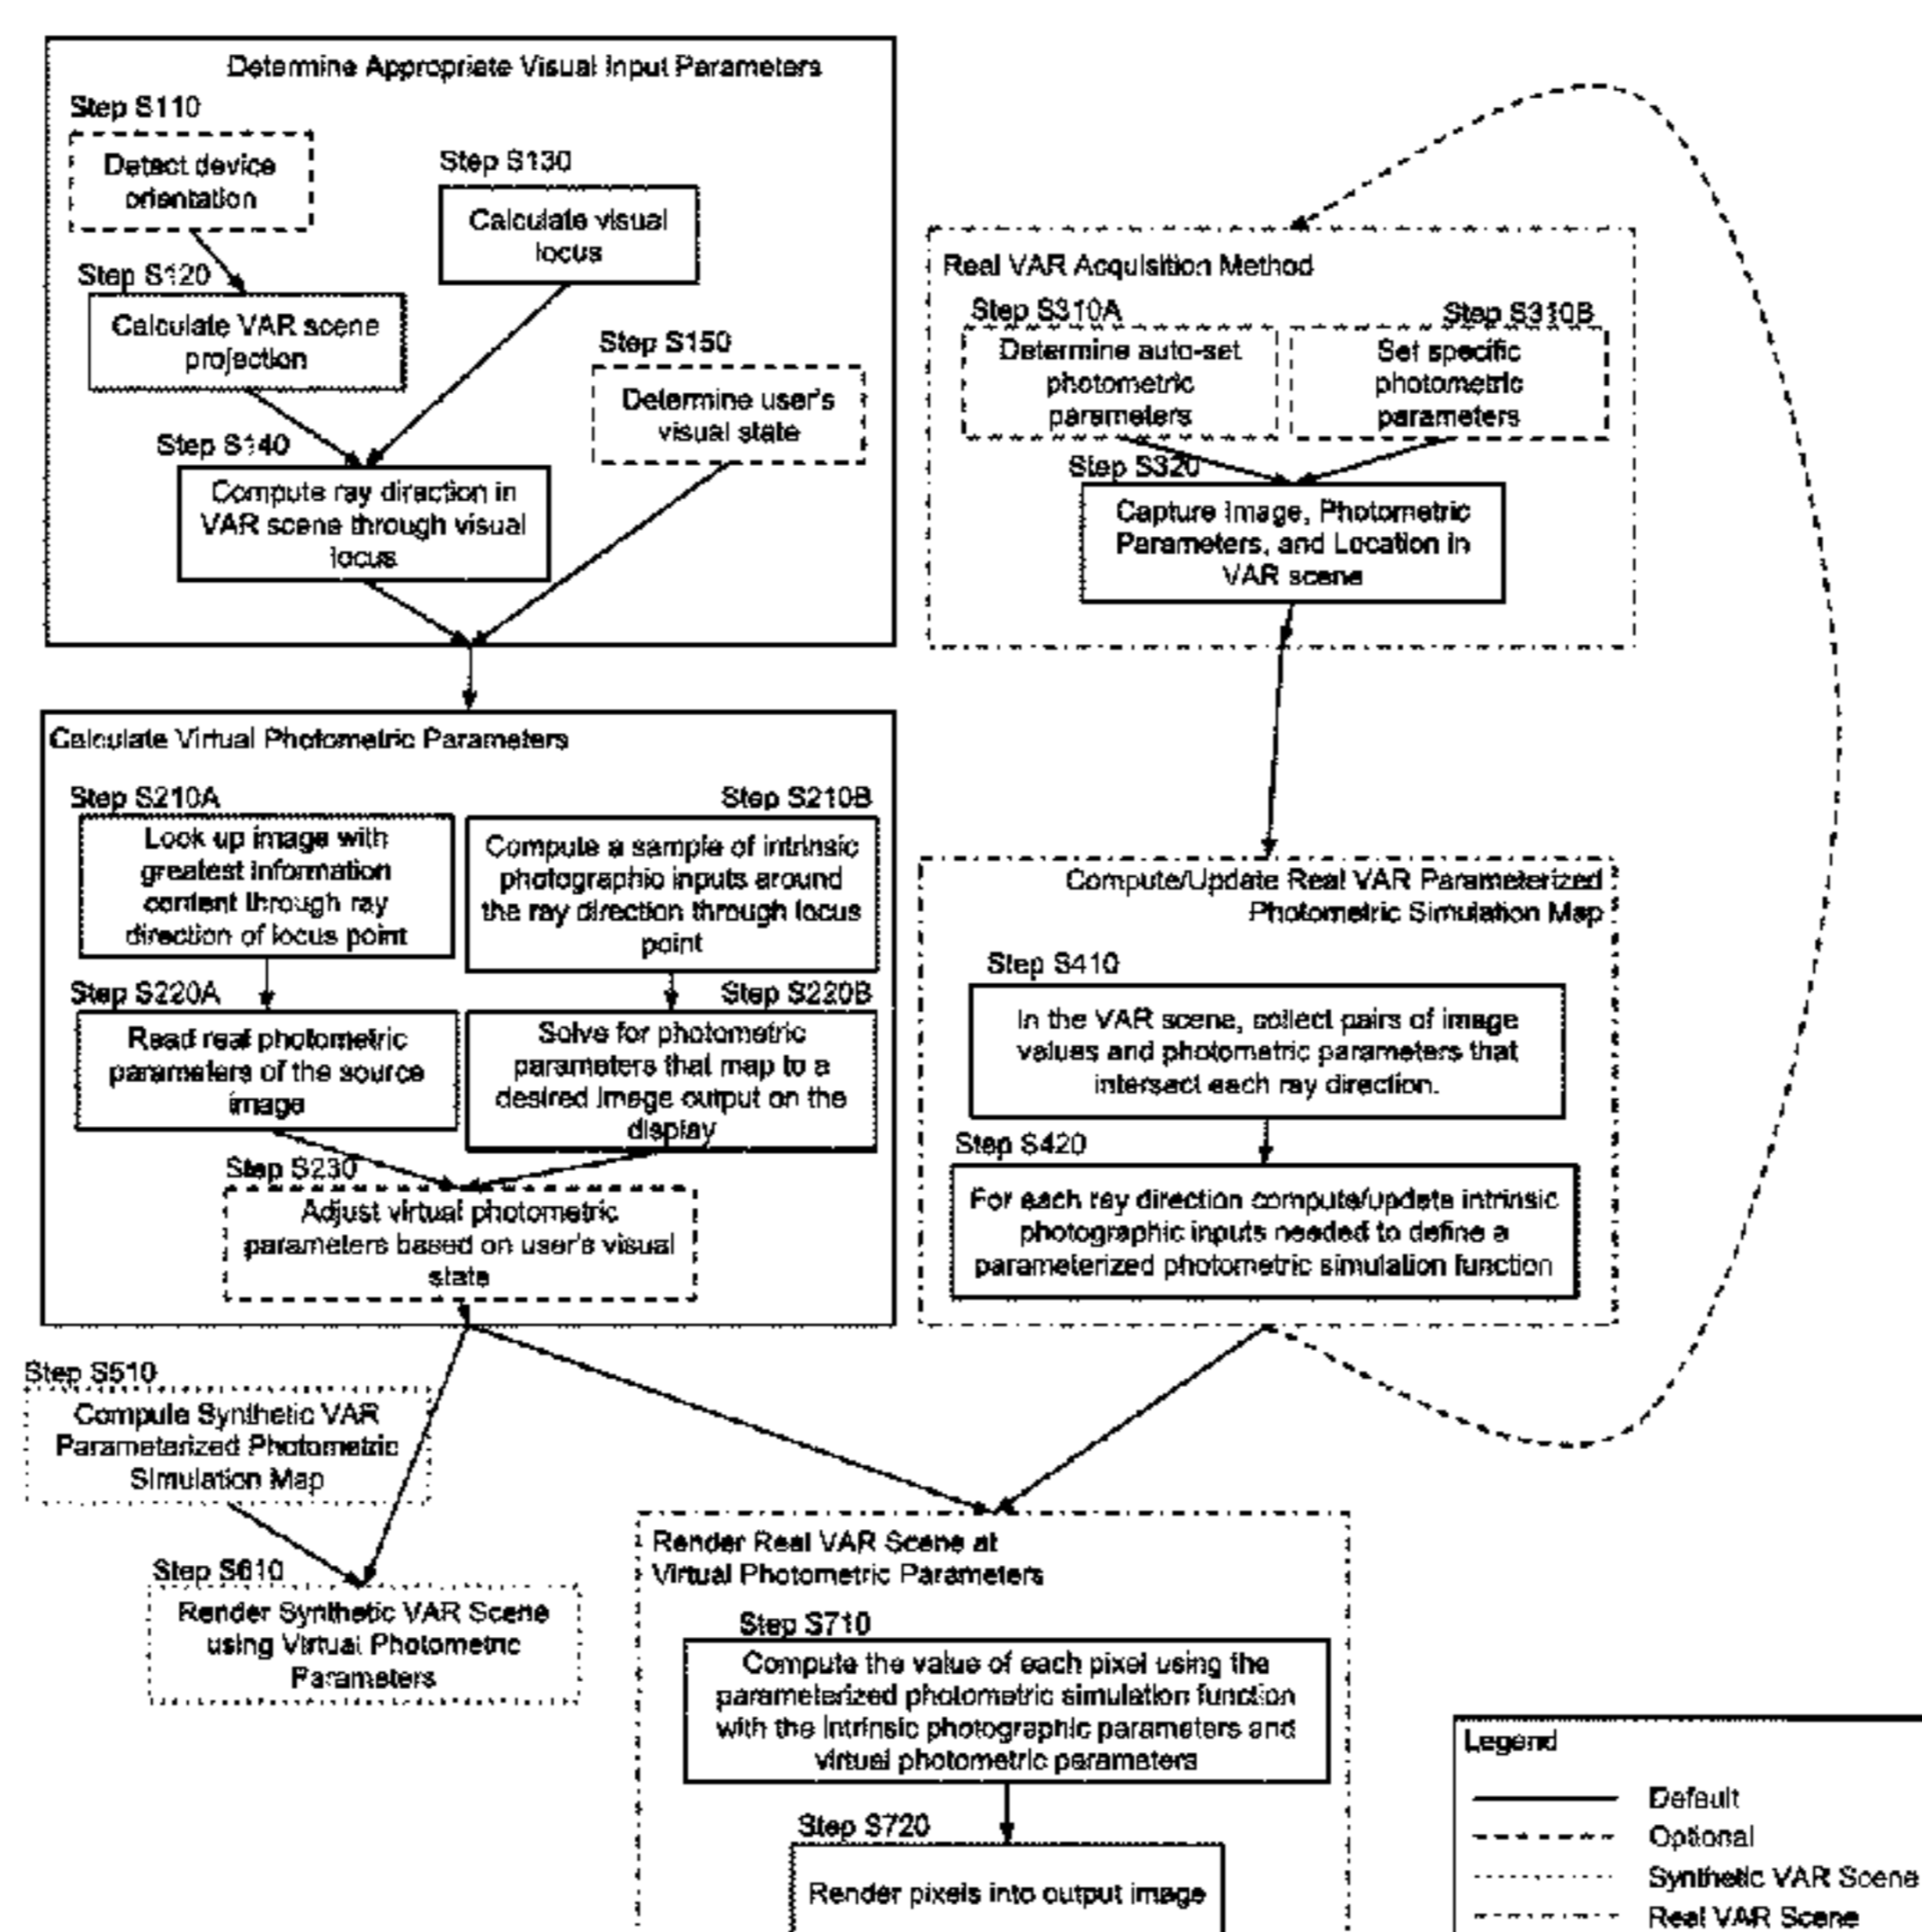 Determine Appropriate Visual Input Parameters
Step S110
Detect device
orientation
Step S130
Calculate visual
locus
Step S120
Calculate VAR scene
projection
Step S150
Determine user's
visual state
Step S140
Compute ray direction in
VAR scene through visual
locus
Real VAR Acquisition Method
Step S310A
Determine auto-set
photometric
parameters
Step S310B
Set specific
photometric
parameters
Step S320
Capture Image, Photometric
Parameters, and Location in
VAR scene
Calculate Virtual Photometric Parameters
Step S210A
Look up image with
greatest information
content through ray
direction of locus point
Step S210B
Compute a sample of intrinsic
photographic inputs around
the ray direction through locus
point
Step S220A
Read real photometric
parameters of the source
image
Step S220B
Solve for photometric
parameters that map to a
desired image output on the
display
Step S230
Adjust virtual photometric
parameters based on user's visual
state
Compute/Update Real VAR Parameterized
Photometric Simulation Map
Step S410
In the VAR scene, collect pairs of image
values and photometric parameters that
intersect each ray direction.
Step S420
For each ray direction compute/update intrinsic
photographic inputs needed to define a
parameterized photometric simulation function
Step S510
Compute Synthetic VAR
Parameterized Photometric
Simulation Map
Step S610
Render Synthetic VAR Scene
using Virtual Photometric
Parameters
Render Real VAR Scene at
Virtual Photometric Parameters
Step S710
Compute the value of each pixel using the
parameterized photometric simulation function
with the intrinsic photographic parameters and
virtual photometric parameters
Step S720
Render pixels into output image
Legend
Default
Optional
Synthetic VAR Scene
Real VAR Scene